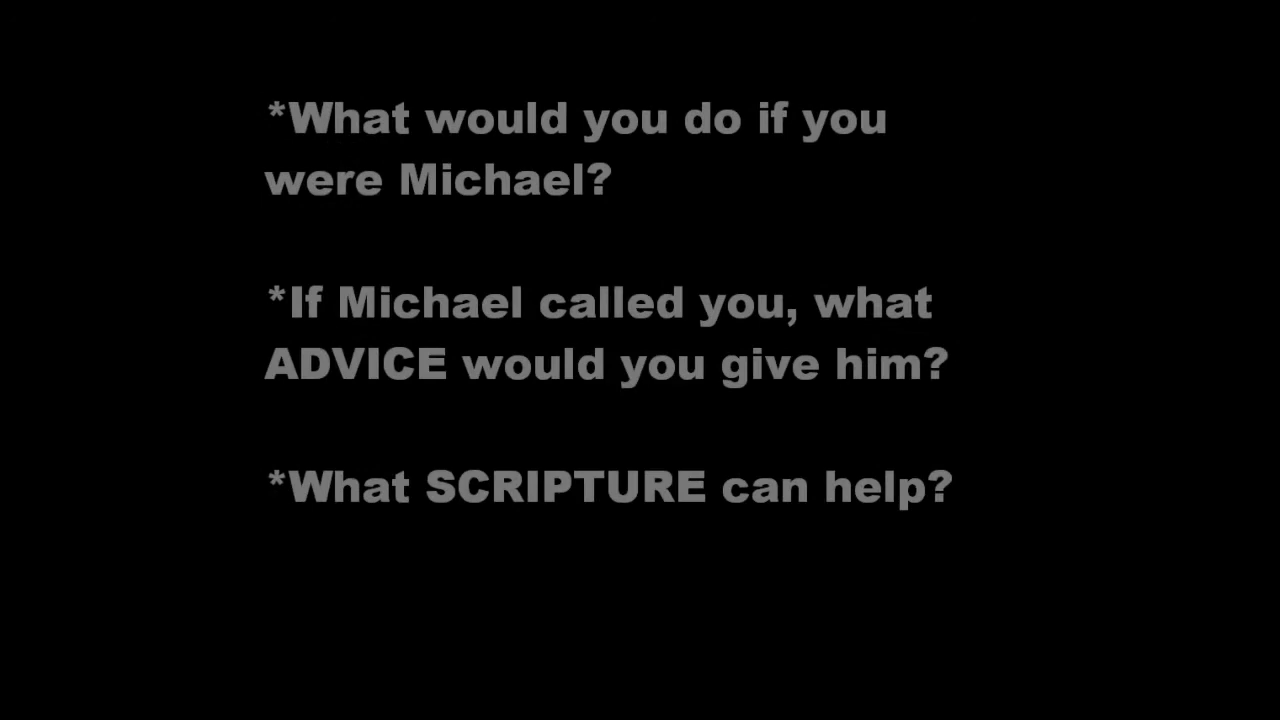 *What would you do if you
were Michael?
*If Michael called you, what
ADVICE would you give him?
*What SCRIPTURE can help?